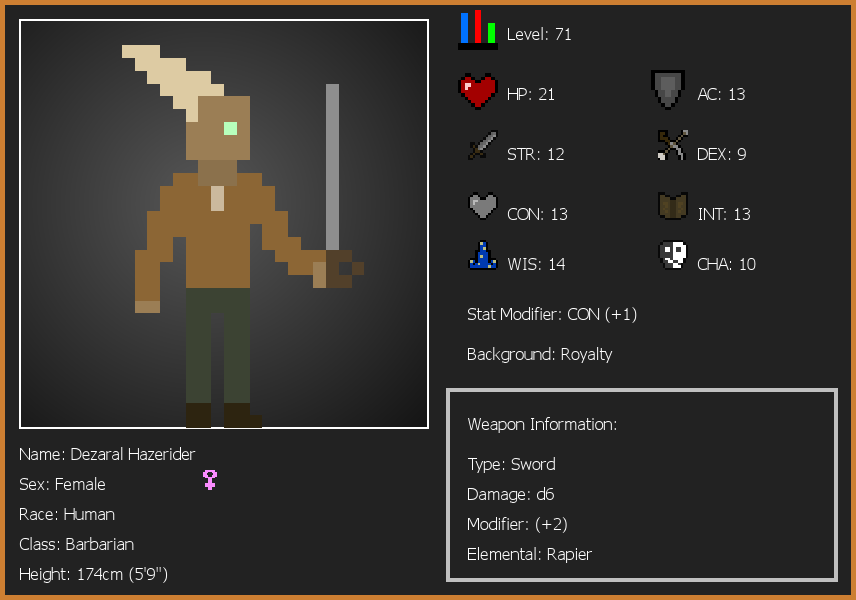 Level: 71
HP: 21
AC: 13
STR: 12
DEX: 9
CON: 13
INT: 13
WIS: 14
CHA: 10
Stat Modifier: CON (+1)
Background: Royalty
Weapon Information:
Type: Sword
Damage: d6
Modifier: (+2)
Elemental: Rapier
Name: Dezaral Hazerider
Sex: Female
Race: Human
Class: Barbarian
Height: 174cm (5'9")